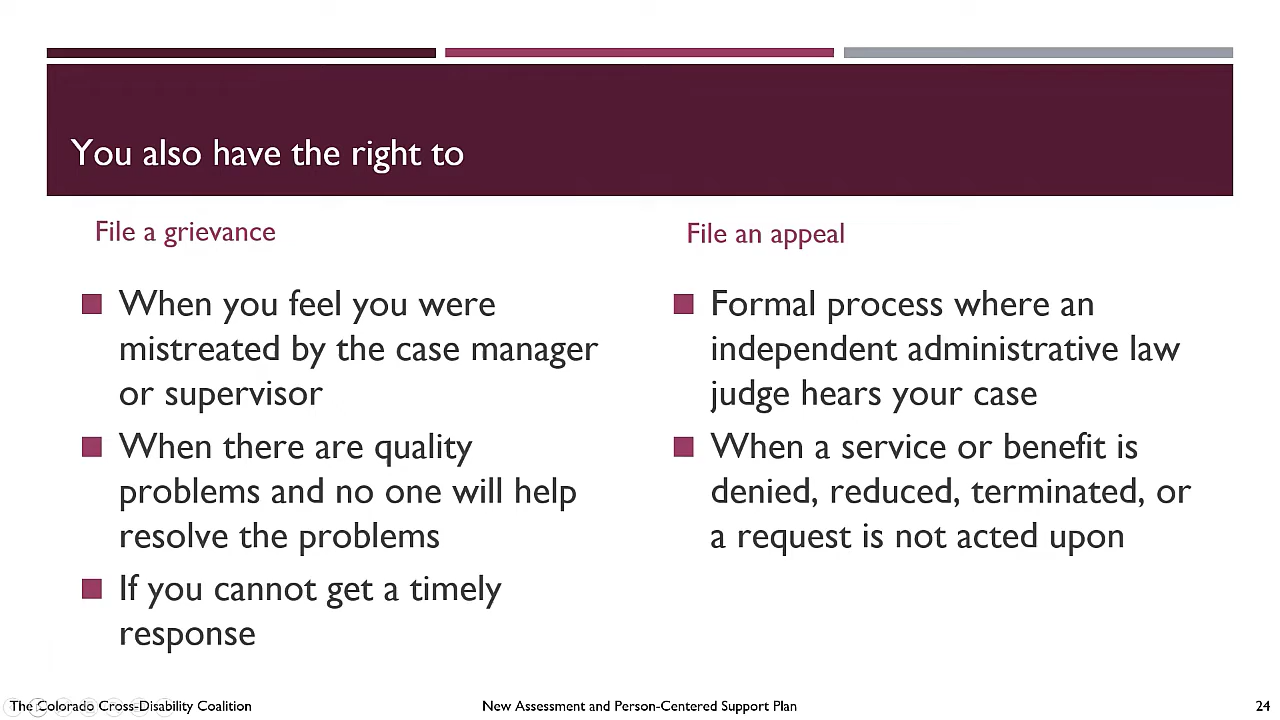 You also have the right to
File a grievance
When you feel you were
mistreated by the case manager
or supervisor
When there are quality
problems and no one will help
resolve the problems
If you cannot get a timely
response
File an appeal
Formal process where an
independent administrative law
judge hears your case
When a service or benefit is
denied, reduced, terminated, or
a request is not acted upon
The Colorado Cross-Disability Coalition
New Assessment and Person-Centered Support Plan
24